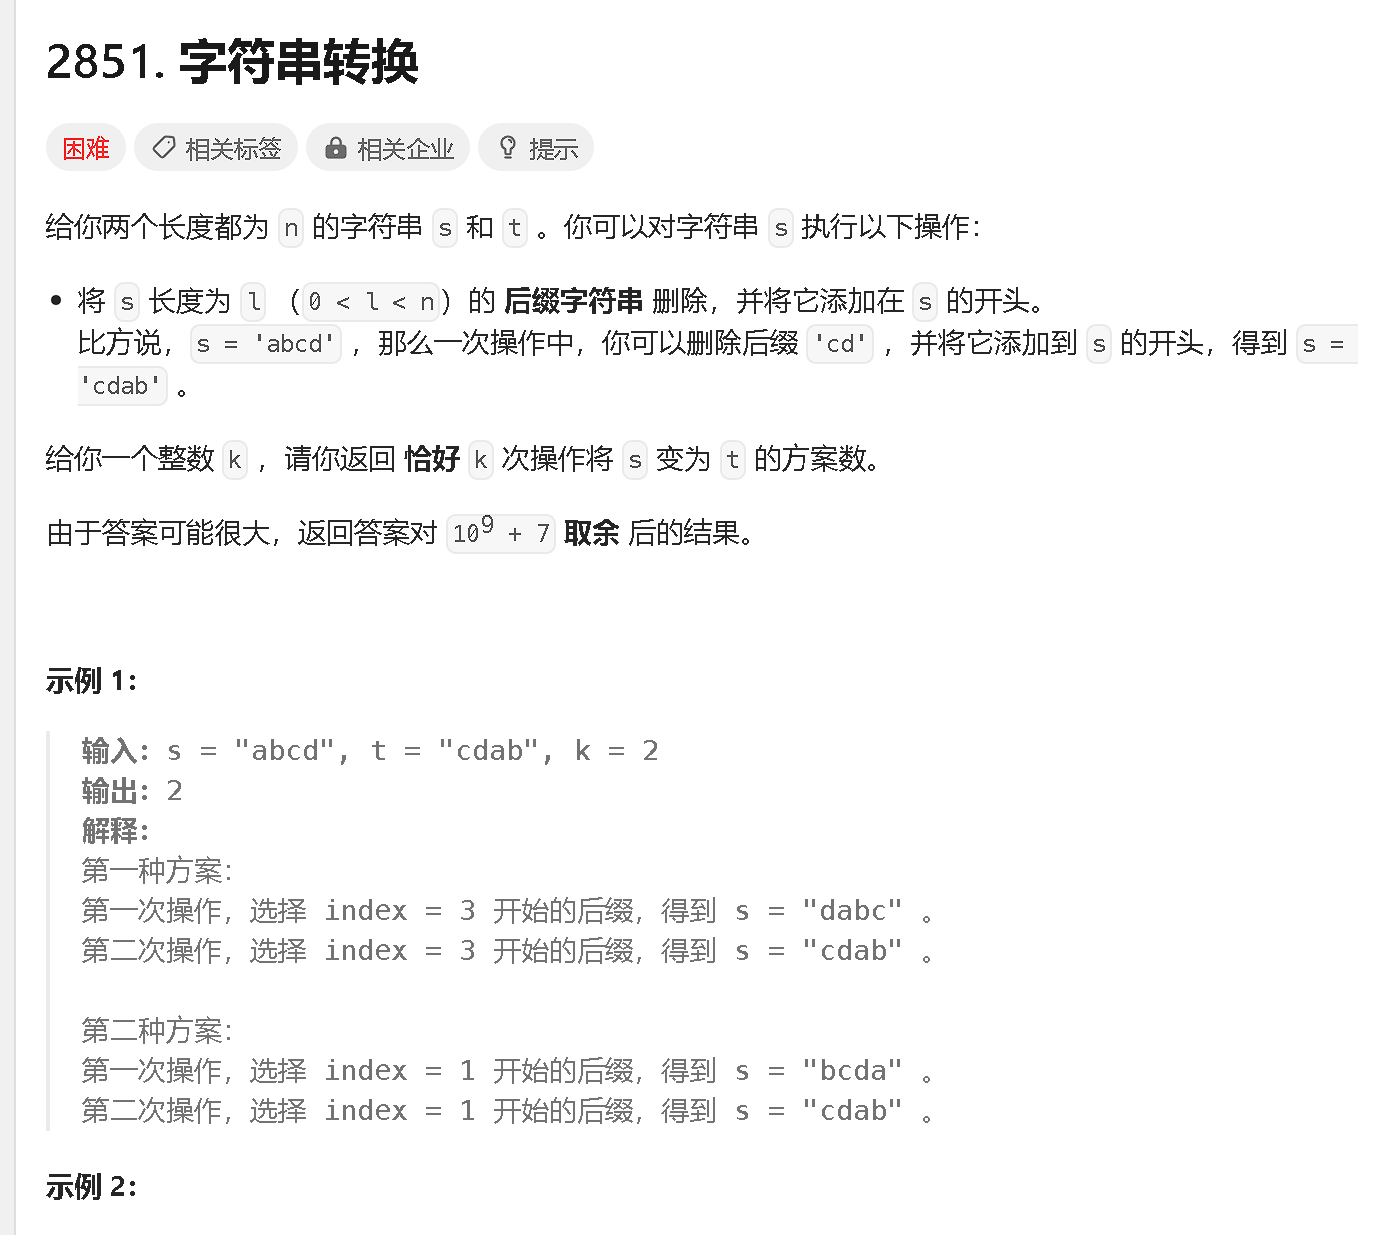 2851. 字符串转换
困难 相关标签 相关企业 提示
给你两个长度都为 n 的字符串 s 和 t 。你可以对字符串 s 执行以下操作：
• 将 s 长度为 l （0 < l < n）的 后缀字符串 删除，并将它添加在 s 的开头。
比方说，s = 'abcd' ，那么一次操作中，你可以删除后缀 'cd' ，并将它添加到 s 的开头，得到 s =
'cdab' 。
给你一个整数 k ，请你返回 恰好 k 次操作将 s 变为 t 的方案数。
由于答案可能很大，返回答案对 10⁹ + 7 取余 后的结果。
示例 1：
输入：s = "abcd", t = "cdab", k = 2
输出：2
解释：
第一种方案：
第一次操作，选择 index = 3 开始的后缀，得到 s = "dabc" 。
第二次操作，选择 index = 3 开始的后缀，得到 s = "cdab" 。
第二种方案：
第一次操作，选择 index = 1 开始的后缀，得到 s = "bcda" 。
第二次操作，选择 index = 1 开始的后缀，得到 s = "cdab" 。
示例 2：